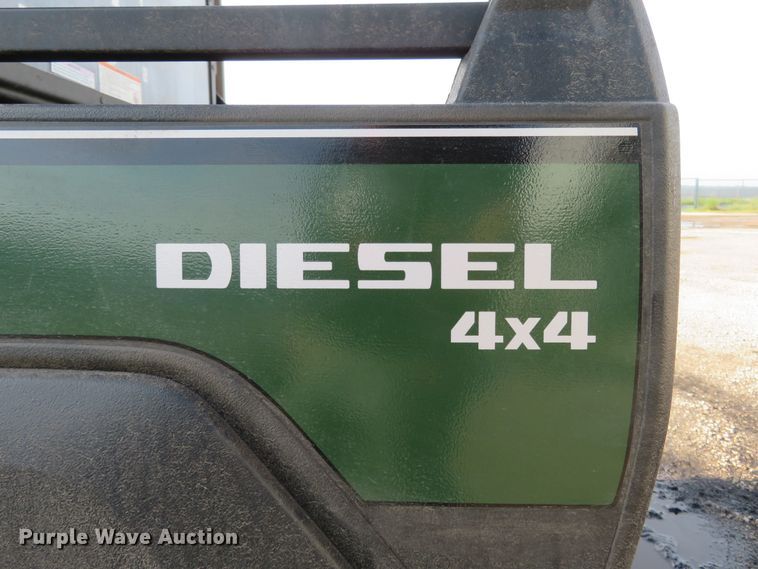 DIESEL
4x4
Purple Wave Auction